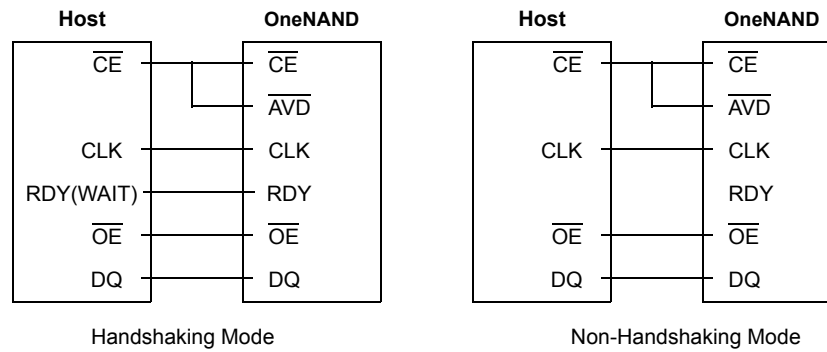 Host OneNAND Host OneNAND
CE CE CE CE
AVD AVD
CLK CLK CLK CLK
RDY(WAIT) RDY RDY
OE OE OE OE
DQ DQ DQ DQ
Handshaking Mode Non-Handshaking Mode